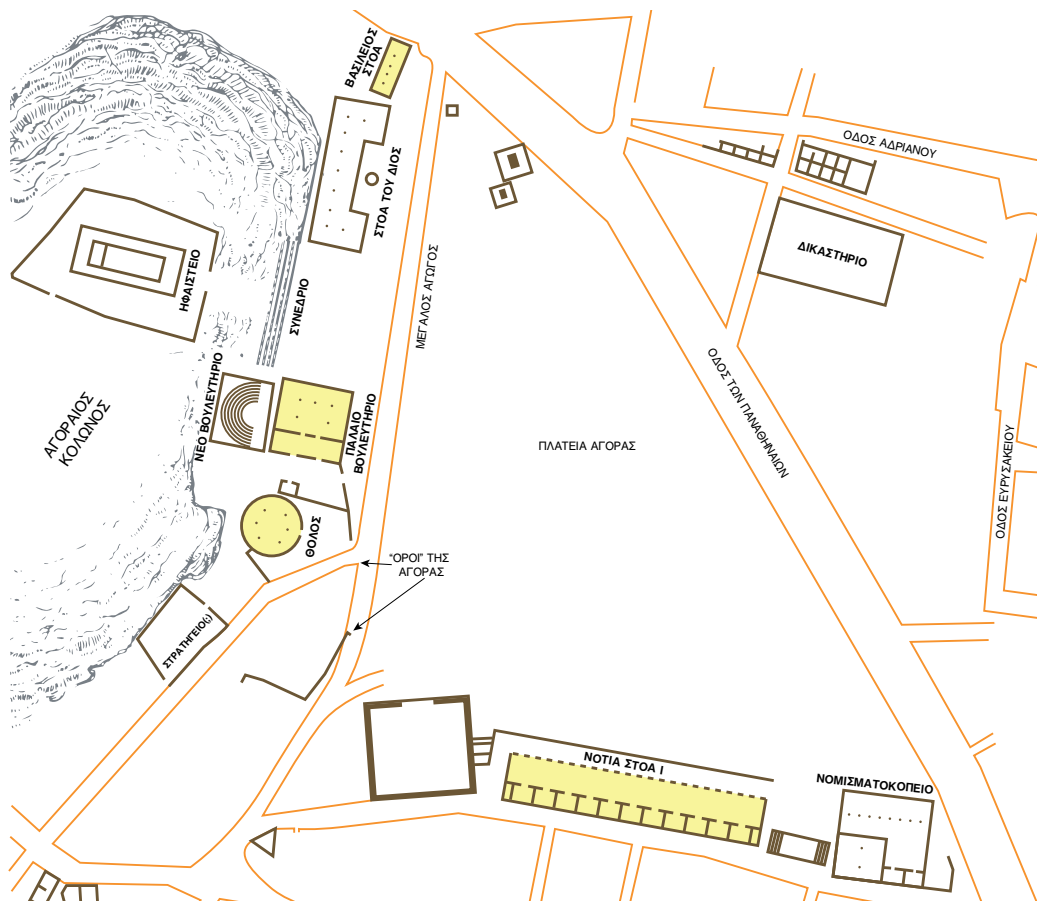 ΒΑΣΙΛΕΙΟΣ
ΣΤΟΑ
ΣΤΟΑ ΤΟΥ ΔΙΟΣ
ΟΔΟΣ ΑΔΡΙΑΝΟΥ
ΔΙΚΑΣΤΗΡΙΟ
ΗΦΑΙΣΤΕΙΟ
ΣΥΝΕΔΡΙΟ
ΜΕΓΑΛΟΣ ΑΓΩΓΟΣ
ΑΓΟΡΑΙΟΣ
ΚΟΛΩΝΟΣ
ΝΕΟ ΒΟΥΛΕΥΤΗΡΙΟ
ΠΑΛΑΙΟ
ΒΟΥΛΕΥΤΗΡΙΟ
ΠΛΑΤΕΙΑ ΑΓΟΡΑΣ
ΟΔΟΣ ΤΩΝ ΠΑΝΑΘΗΝΑΙΩΝ
ΟΔΟΣ ΕΥΡΥΣΑΚΕΙΟΥ
ΘΟΛΟΣ
"ΟΡΟΙ" ΤΗΣ
ΑΓΟΡΑΣ
ΣΤΡΑΤΗΓΕΙΟ(;)
ΝΟΤΙΑ ΣΤΟΑ Ι
ΝΟΜΙΣΜΑΤΟΚΟΠΕΙΟ